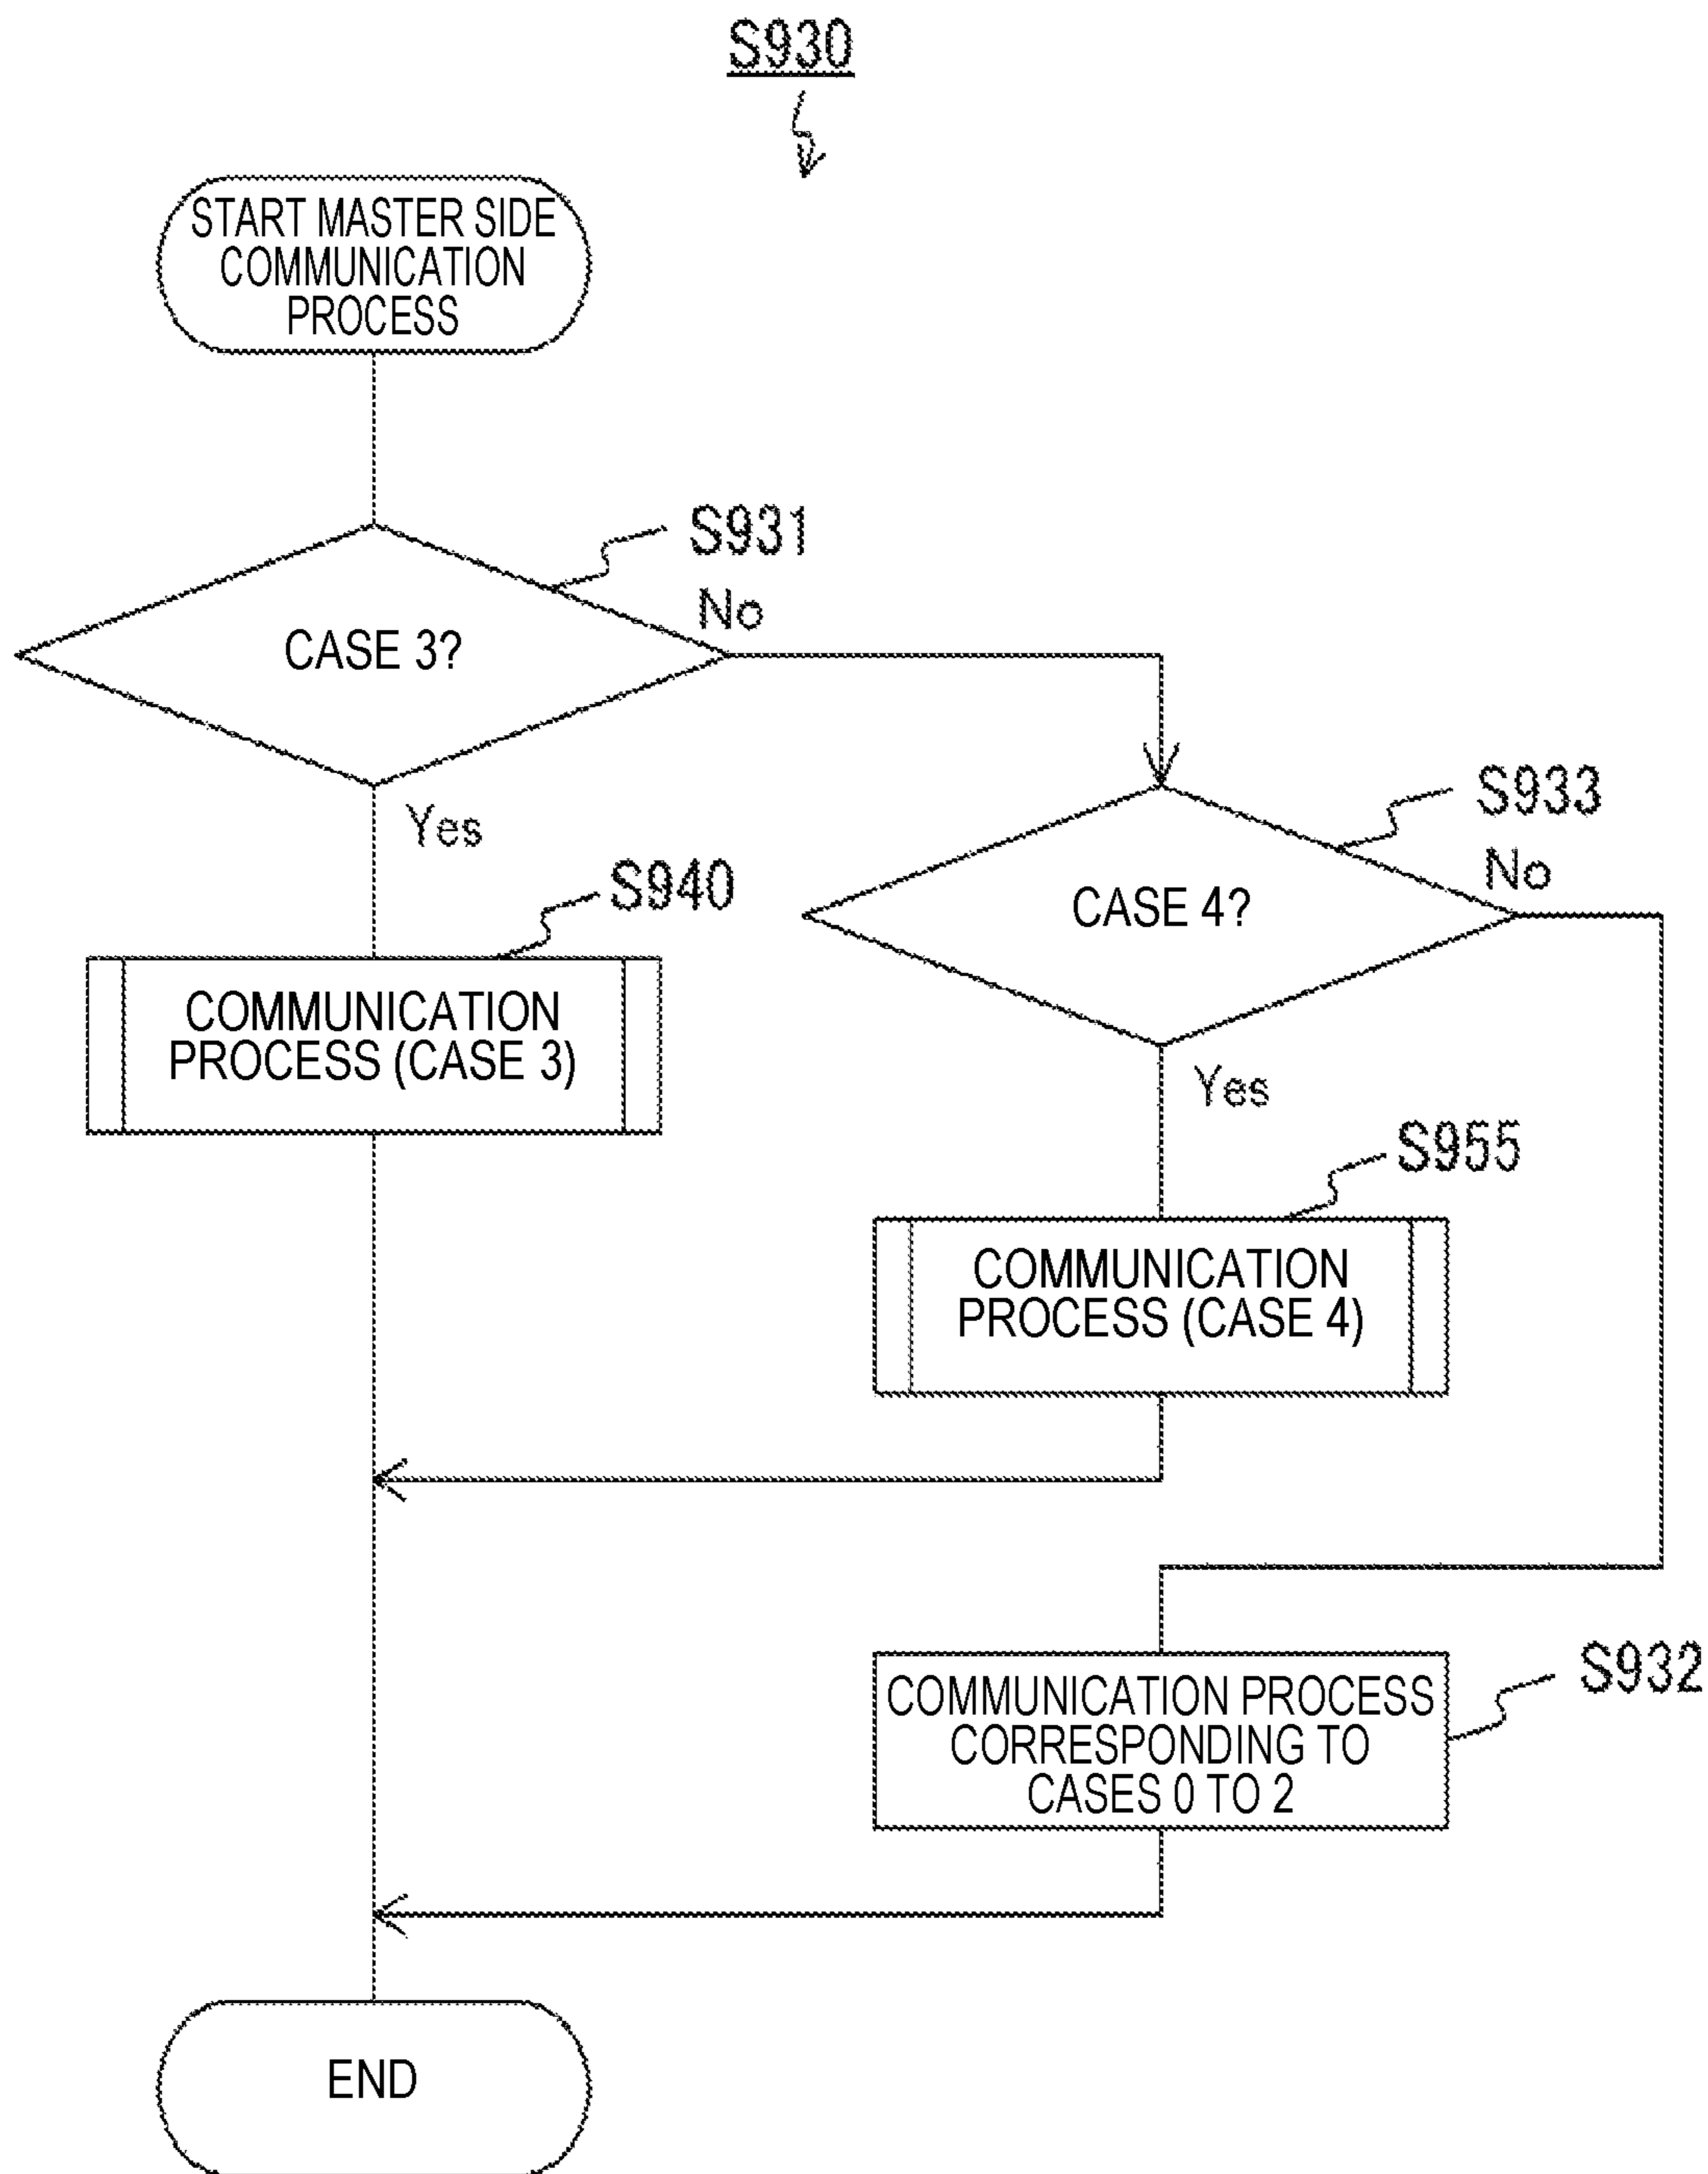 S930
START MASTER SIDE
COMMUNICATION
PROCESS
S931
No
CASE 3?
Yes
S933
No
CASE 4?
S940
COMMUNICATION
PROCESS (CASE 3)
Yes
S955
COMMUNICATION
PROCESS (CASE 4)
S932
COMMUNICATION PROCESS
CORRESPONDING TO
CASES 0 TO 2
END